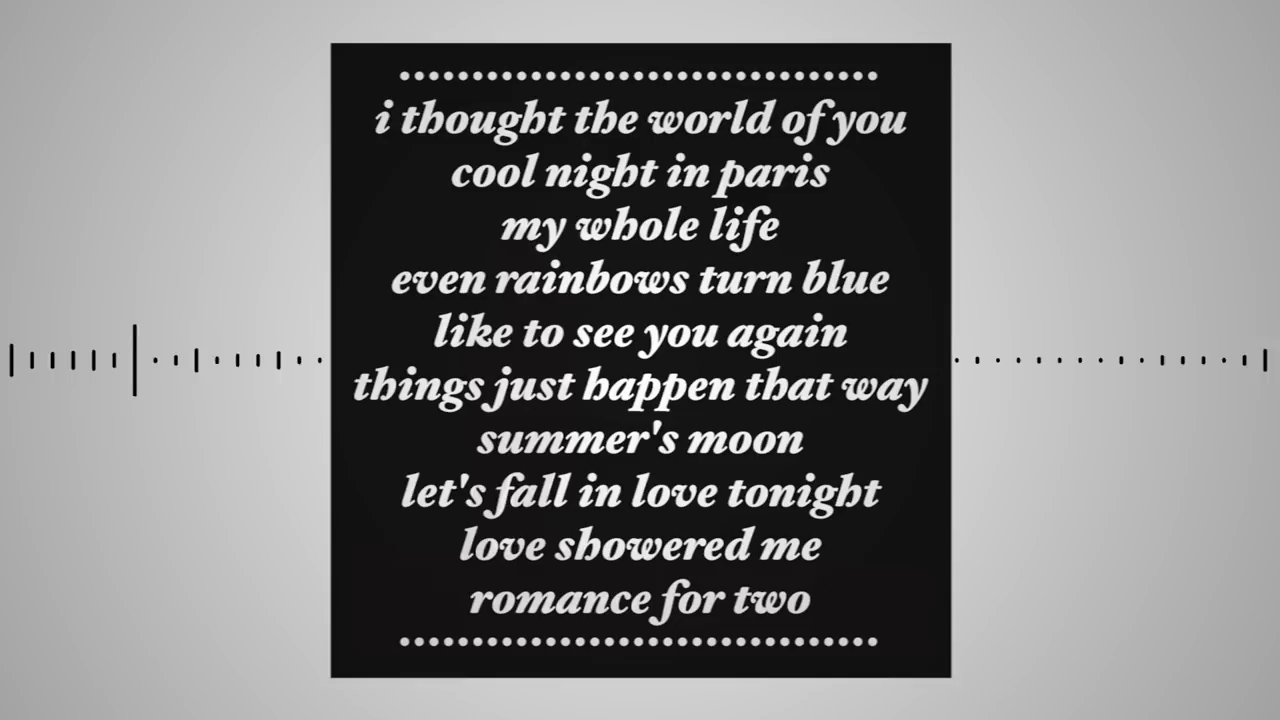 i thought the world of you
cool night in paris
my whole life
even rainbows turn blue
like to see you again
things just happen that way
summer's moon
let's fall in love tonight
love showered me
romance for two